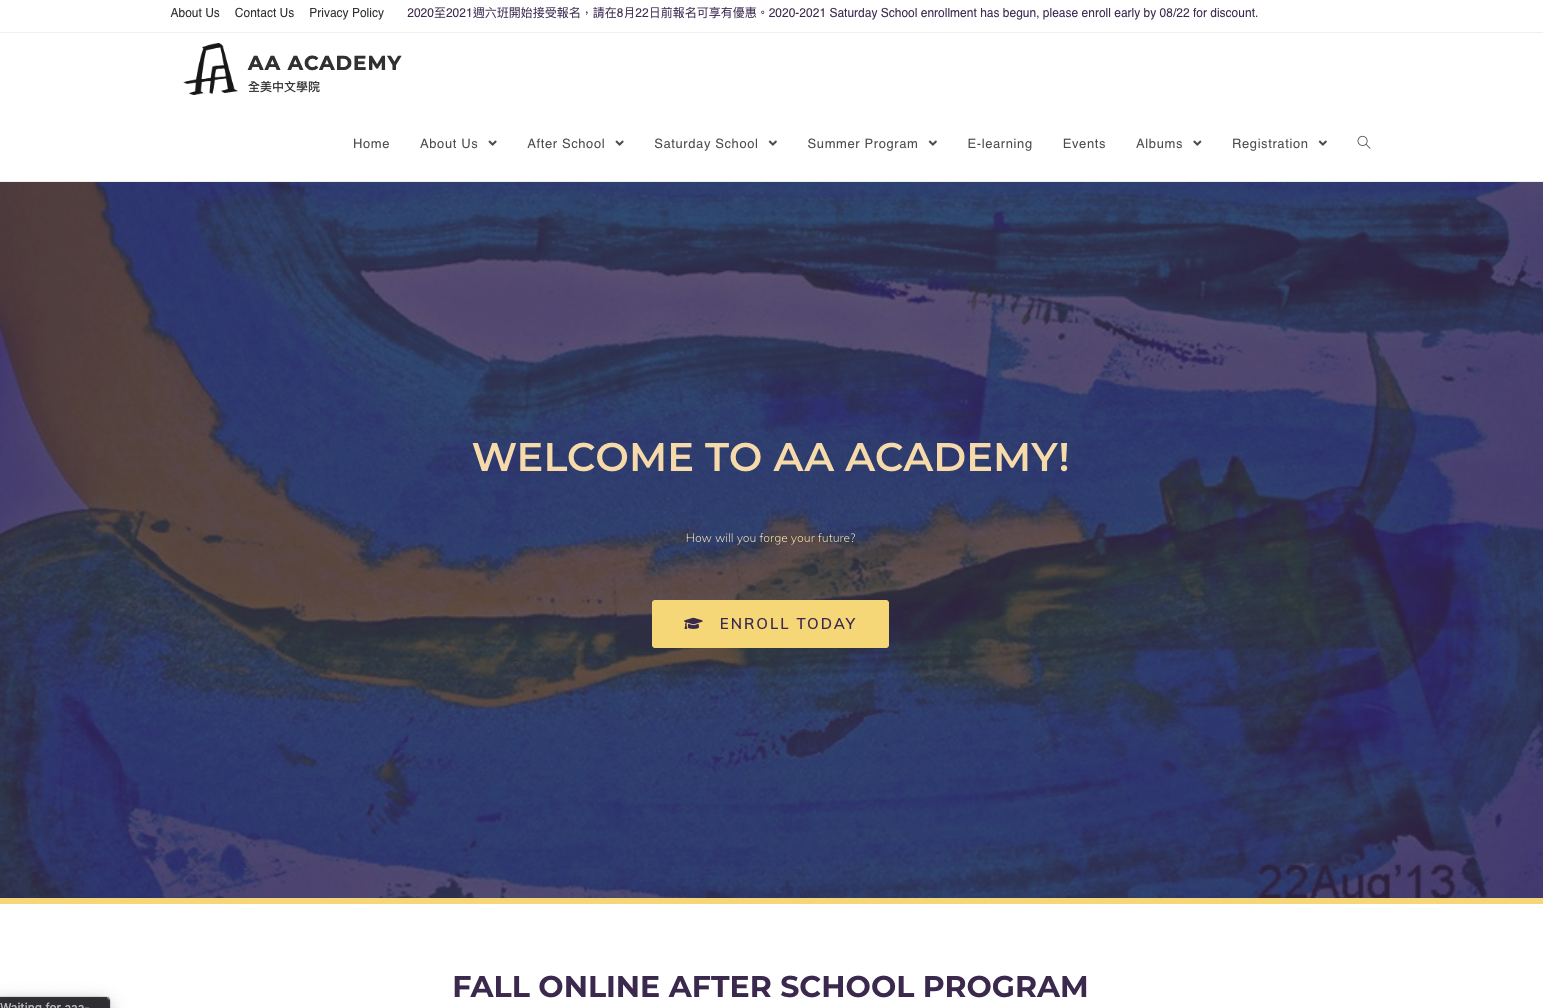 About Us Contact Us Privacy Policy 2020至2021週六班開始接受報名，請在8月22日前報名可享有優惠。2020-2021 Saturday School enrollment has begun, please enroll early by 08/22 for discount.
AA ACADEMY
全美中文學院
Home About Us After School Saturday School Summer Program E-learning Events Albums Registration
WELCOME TO AA ACADEMY!
How will you forge your future?
ENROLL TODAY
22Aug'13
FALL ONLINE AFTER SCHOOL PROGRAM
Waiting for aaa-